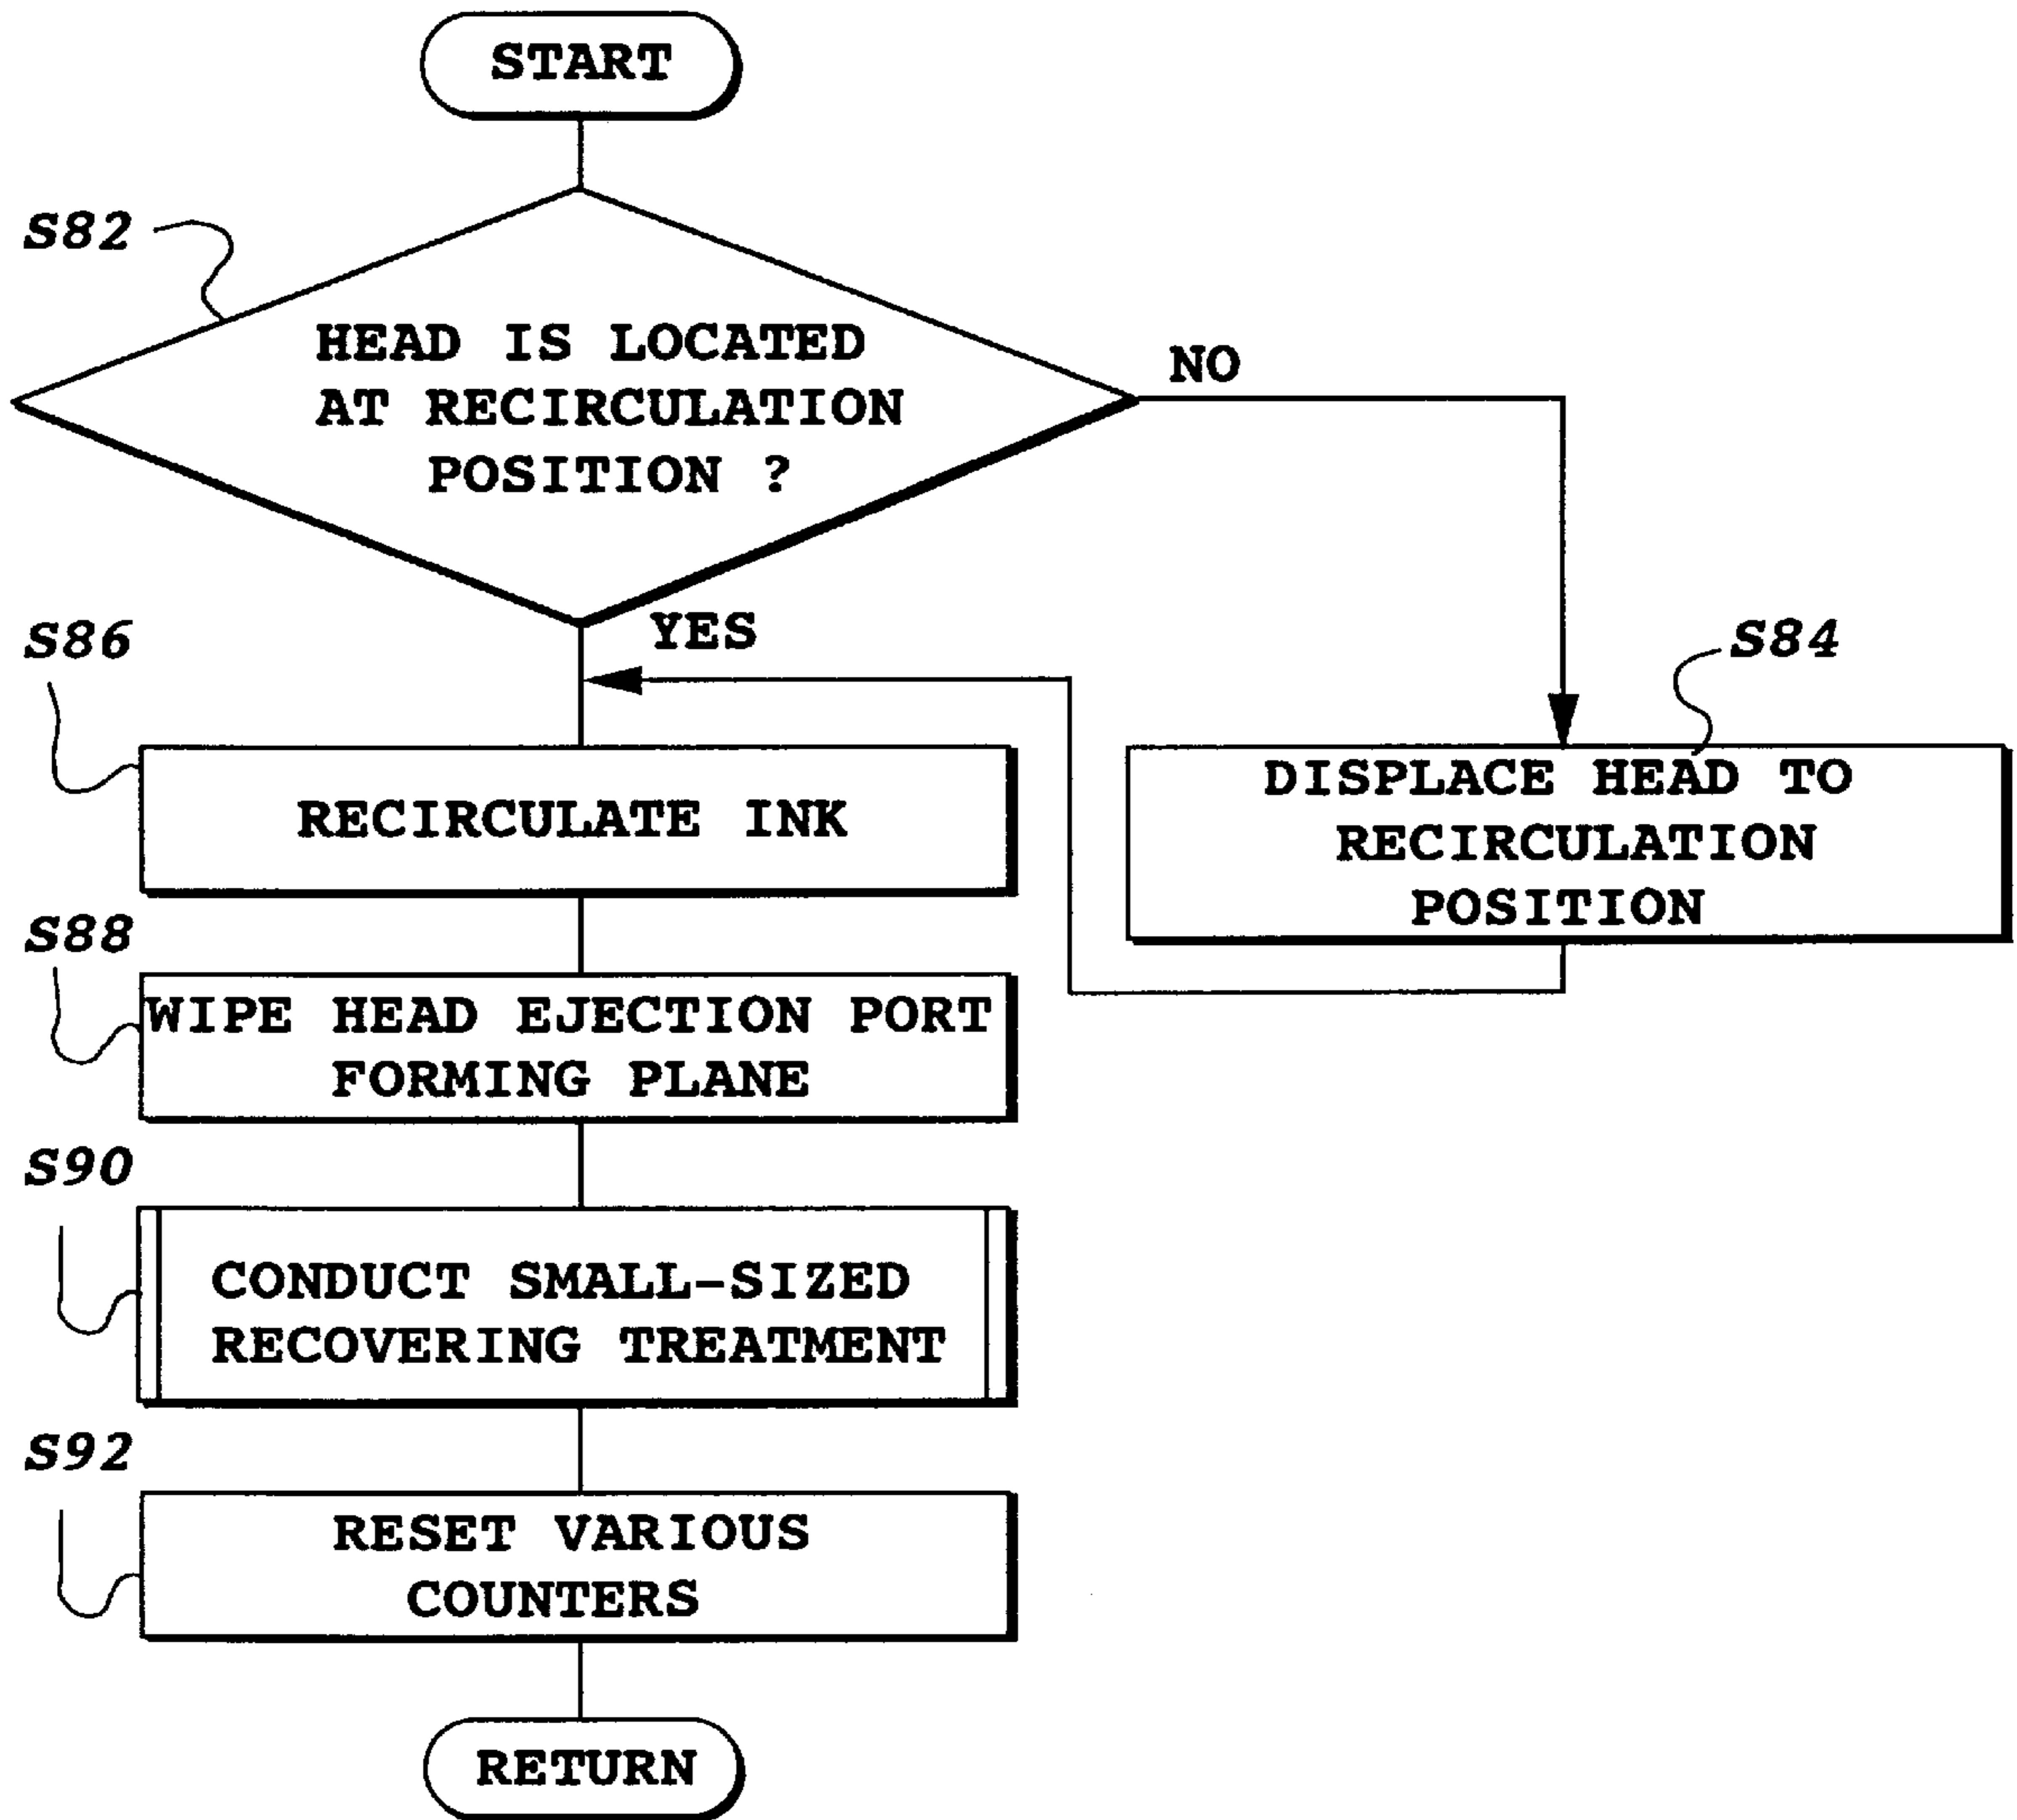 START
S82
HEAD IS LOCATED
AT RECIRCULATION
POSITION ?
NO
YES
S86
S84
RECIRCULATE INK
DISPLACE HEAD TO
RECIRCULATION
POSITION
S88
WIPE HEAD EJECTION PORT
FORMING PLANE
S90
CONDUCT SMALL-SIZED
RECOVERING TREATMENT
S92
RESET VARIOUS
COUNTERS
RETURN